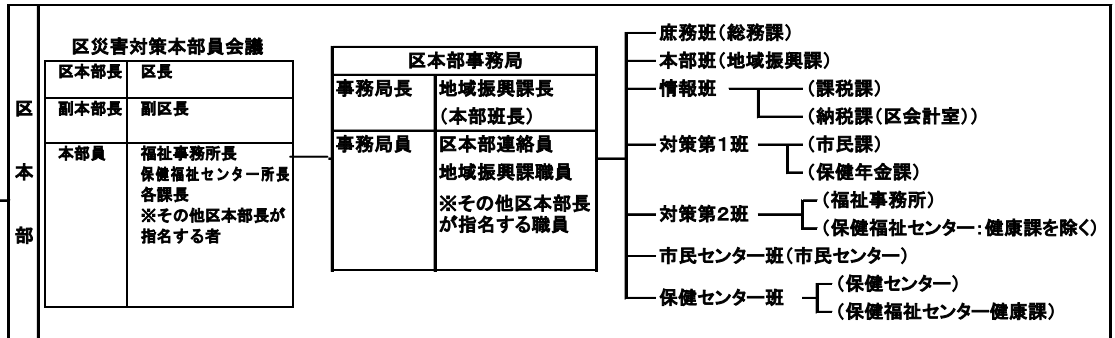 区本部
区災害対策本部員会議
区本部長 区長
副本部長 副区長
本部員 福祉事務所長
保健福祉センター所長
各課長
※その他区本部長が
指名する者
区本部事務局
事務局長 地域振興課長
(本部班長)
事務局員 区本部連絡員
地域振興課職員
※その他区本部長
が指名する職員
庶務班(総務課)
本部班(地域振興課)
情報班 (課税課)
(納税課(区会計室))
対策第1班 (市民課)
(保健年金課)
対策第2班 (福祉事務所)
(保健福祉センター:健康課を除く)
市民センター班(市民センター)
保健センター班 (保健センター)
(保健福祉センター健康課)